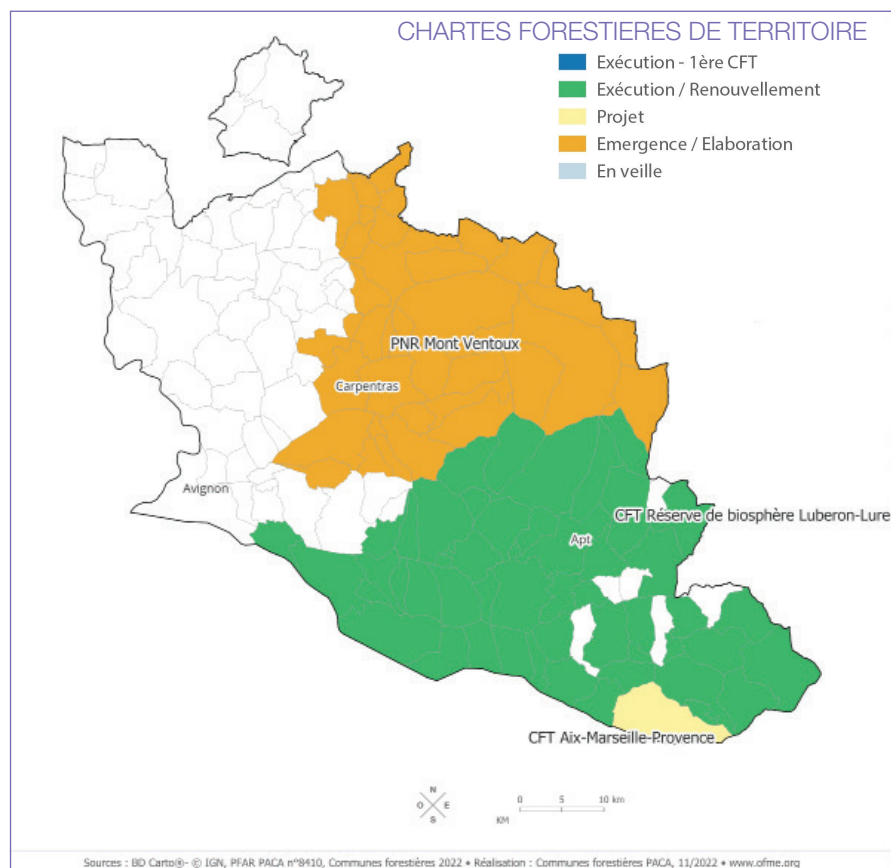 CHARTES FORESTIERES DE TERRITOIRE
Exécution - 1ère CFT
Exécution / Renouvellement
Projet
Emergence / Elaboration
En veille
PNR Mont Ventoux
Carpentras
Avignon
CFT Réserve de biosphère Luberon-Lure
Apt
CFT Aix-Marseille-Provence
N
O E
S
0 5 10 km
KM
Sources : BD Carto®- © IGN, PFAR PACA n°8410, Communes forestières 2022 • Réalisation : Communes forestières PACA, 11/2022 • www.ofme.org